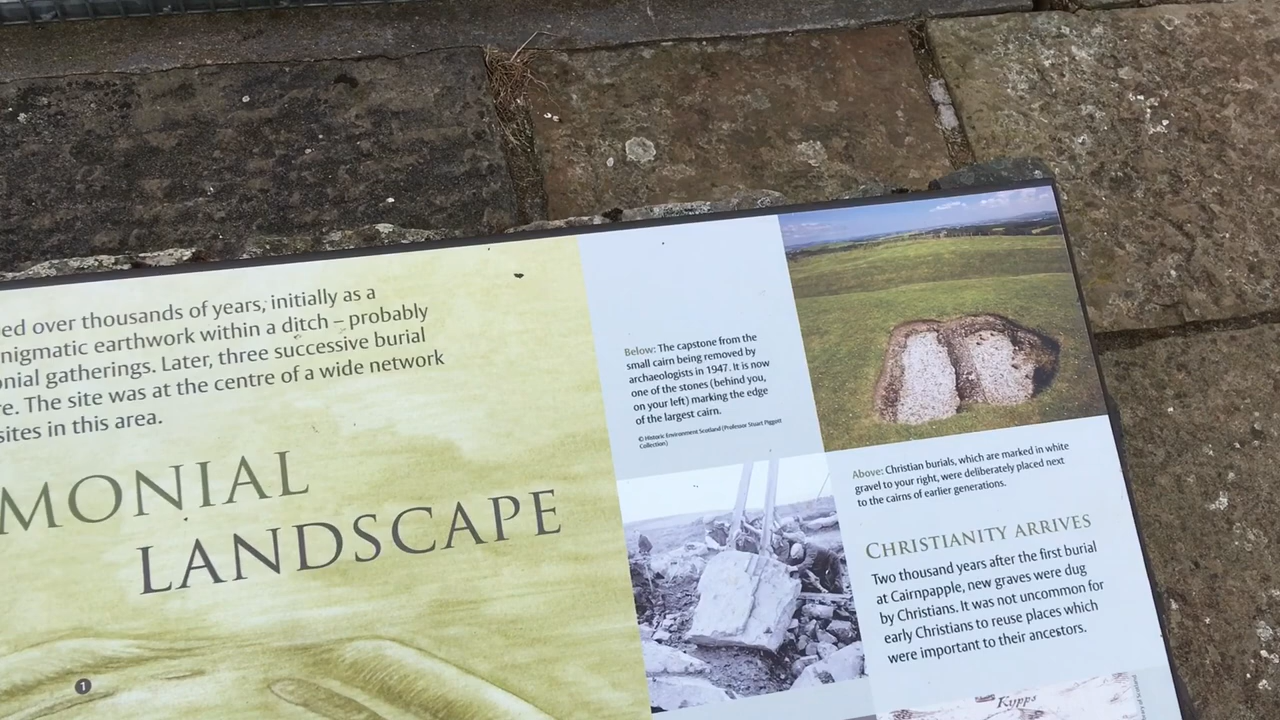 ed over thousands of years, initially as a
nigmatic earthwork within a ditch – probably
onial gatherings. Later, three successive burial
re. The site was at the centre of a wide network
sites in this area.
MONIAL
LANDSCAPE
1
Below: The capstone from the
small cairn being removed by
archaeologists in 1947. It is now
one of the stones (behind you,
on your left) marking the edge
of the largest cairn.
© Historic Environment Scotland (Professor Stuart Piggott
Collection)
Above: Christian burials, which are marked in white
gravel to your right, were deliberately placed next
to the cairns of earlier generations.
CHRISTIANITY ARRIVES
Two thousand years after the first burial
at Cairnpapple, new graves were dug
by Christians. It was not uncommon for
early Christians to reuse places which
were important to their ancestors.
Kypps